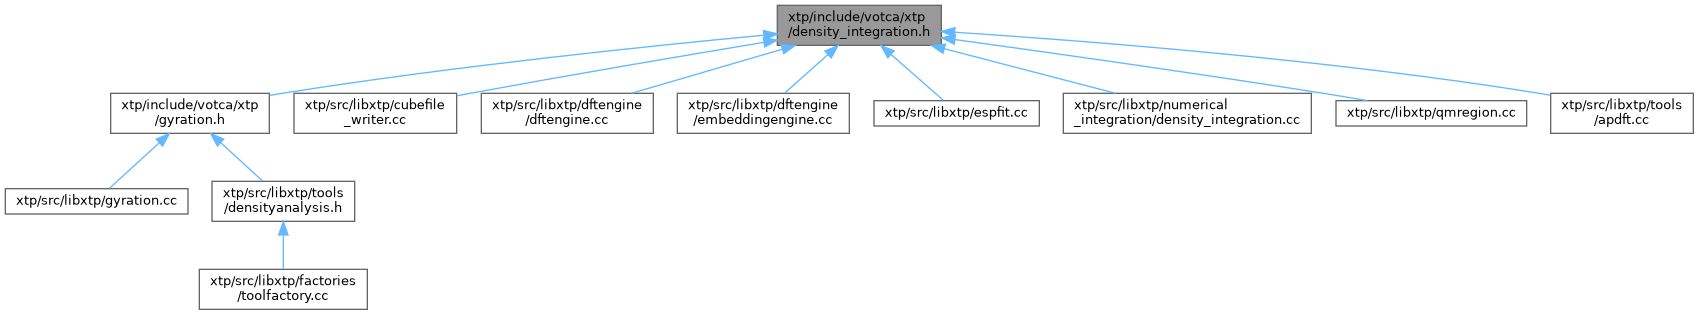 xtp/include/votca/xtp
/density_integration.h
xtp/include/votca/xtp
/gyration.h
xtp/src/libxtp/cubefile
_writer.cc
xtp/src/libxtp/dftengine
/dftengine.cc
xtp/src/libxtp/dftengine
/embeddingengine.cc
xtp/src/libxtp/espfit.cc
xtp/src/libxtp/numerical
_integration/density_integration.cc
xtp/src/libxtp/qmregion.cc
xtp/src/libxtp/tools
/apdft.cc
xtp/src/libxtp/gyration.cc
xtp/src/libxtp/tools
/densityanalysis.h
xtp/src/libxtp/factories
/toolfactory.cc